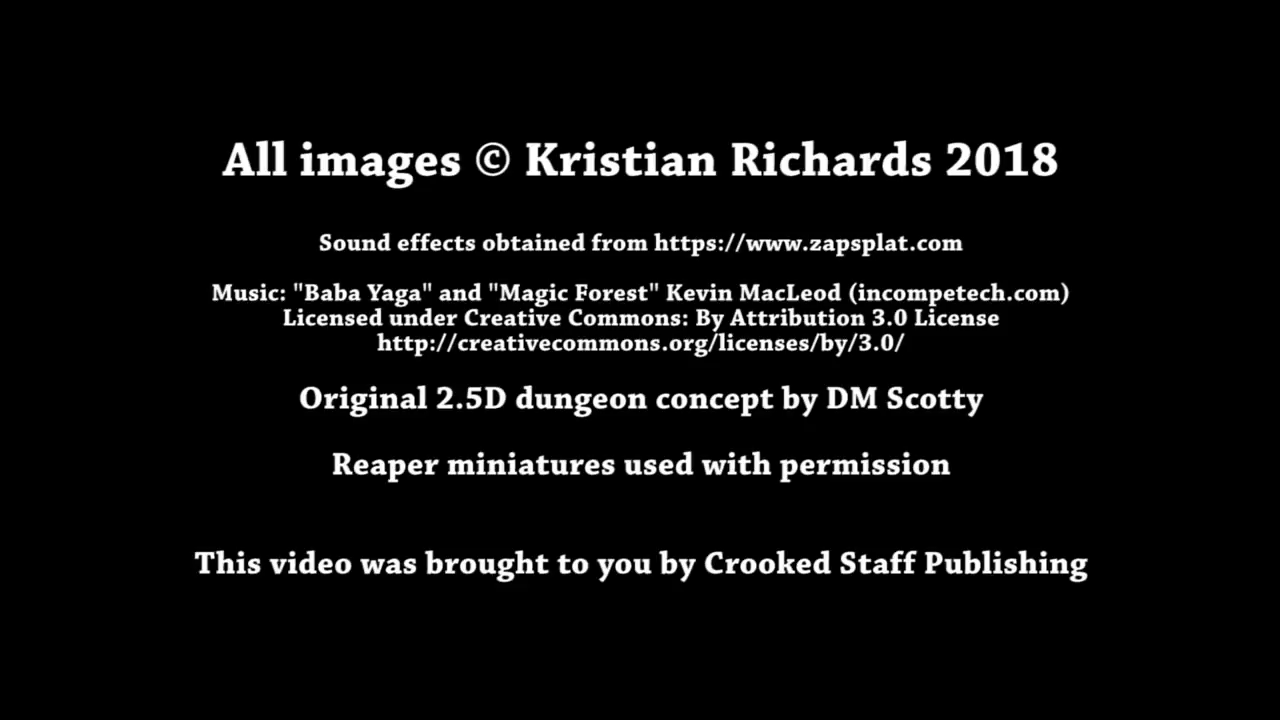 All images © Kristian Richards 2018
Sound effects obtained from https://www.zapsplat.com
Music: "Baba Yaga" and "Magic Forest" Kevin MacLeod (incompetech.com)
Licensed under Creative Commons: By Attribution 3.0 License
http://creativecommons.org/licenses/by/3.0/
Original 2.5D dungeon concept by DM Scotty
Reaper miniatures used with permission
This video was brought to you by Crooked Staff Publishing